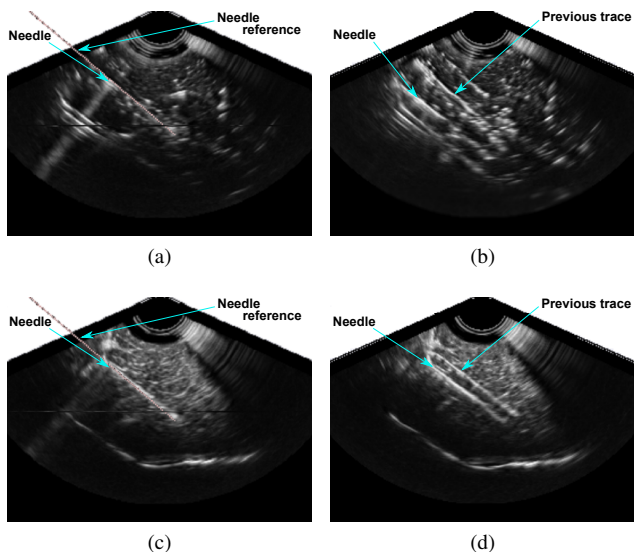 Needle
reference
Needle
(a)
Previous trace
Needle
(b)
Needle
reference
Needle
(c)
Previous trace
Needle
(d)